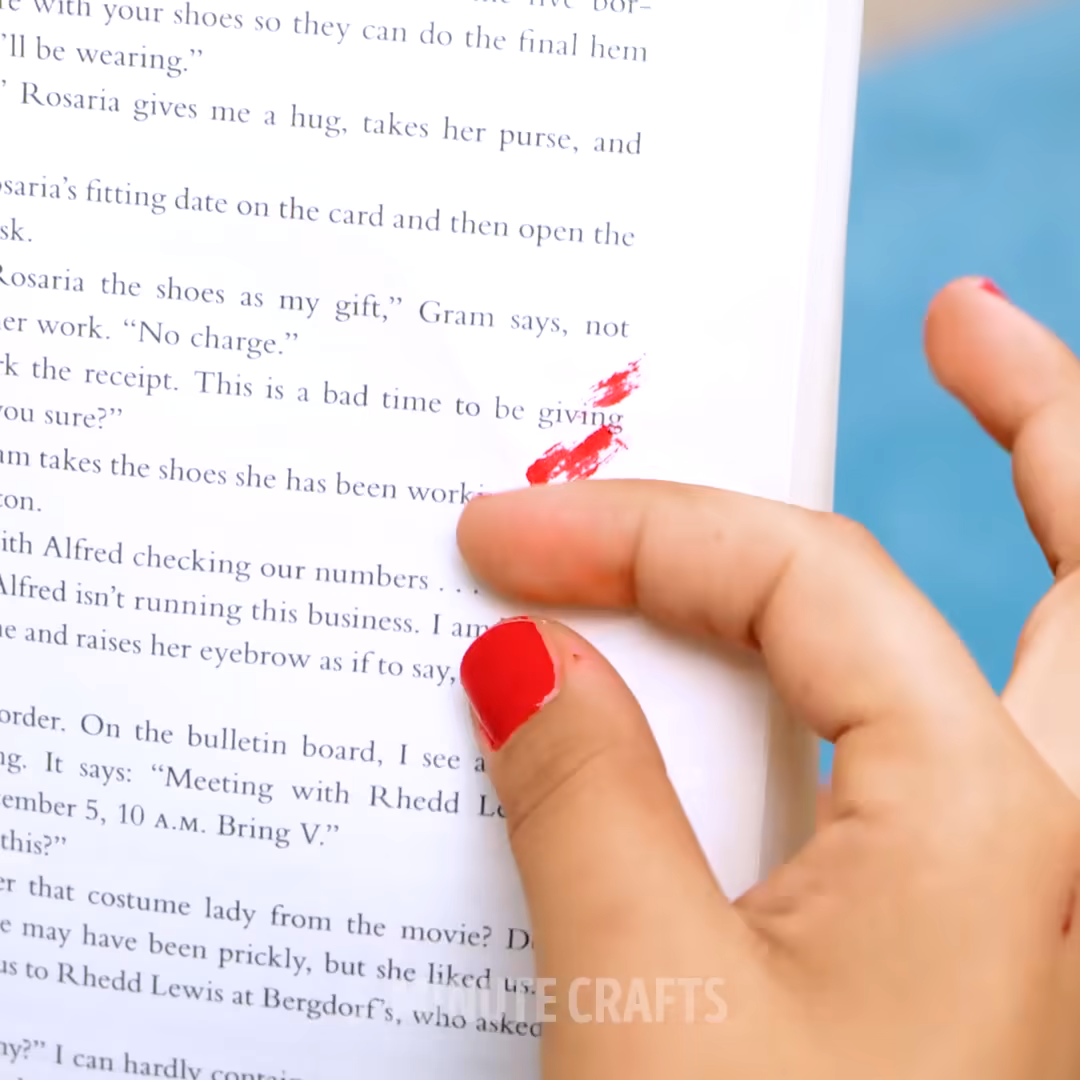 with your shoes so they can do the final hem
'll be wearing.”
” Rosaria gives me a hug, takes her purse, and
saria's fitting date on the card and then open the
sk.
Rosaria the shoes as my gift,” Gram says, not
er work. “No charge.”
the receipt. This is a bad time to be giving
you sure?”
takes the shoes she has been work
ton.
ith Alfred checking our numbers . . .
Alfred isn't running this business. I am
and raises her eyebrow as if to say,
order. On the bulletin board, I see a
ng. It says: “Meeting with Rhedd Le
ember 5, 10 A.M. Bring V.”
this?”
er that costume lady from the movie? D
may have been prickly, but she liked us.
us to Rhedd Lewis at Bergdorf's, who asked
I can hardly
MINUTE CRAFTS